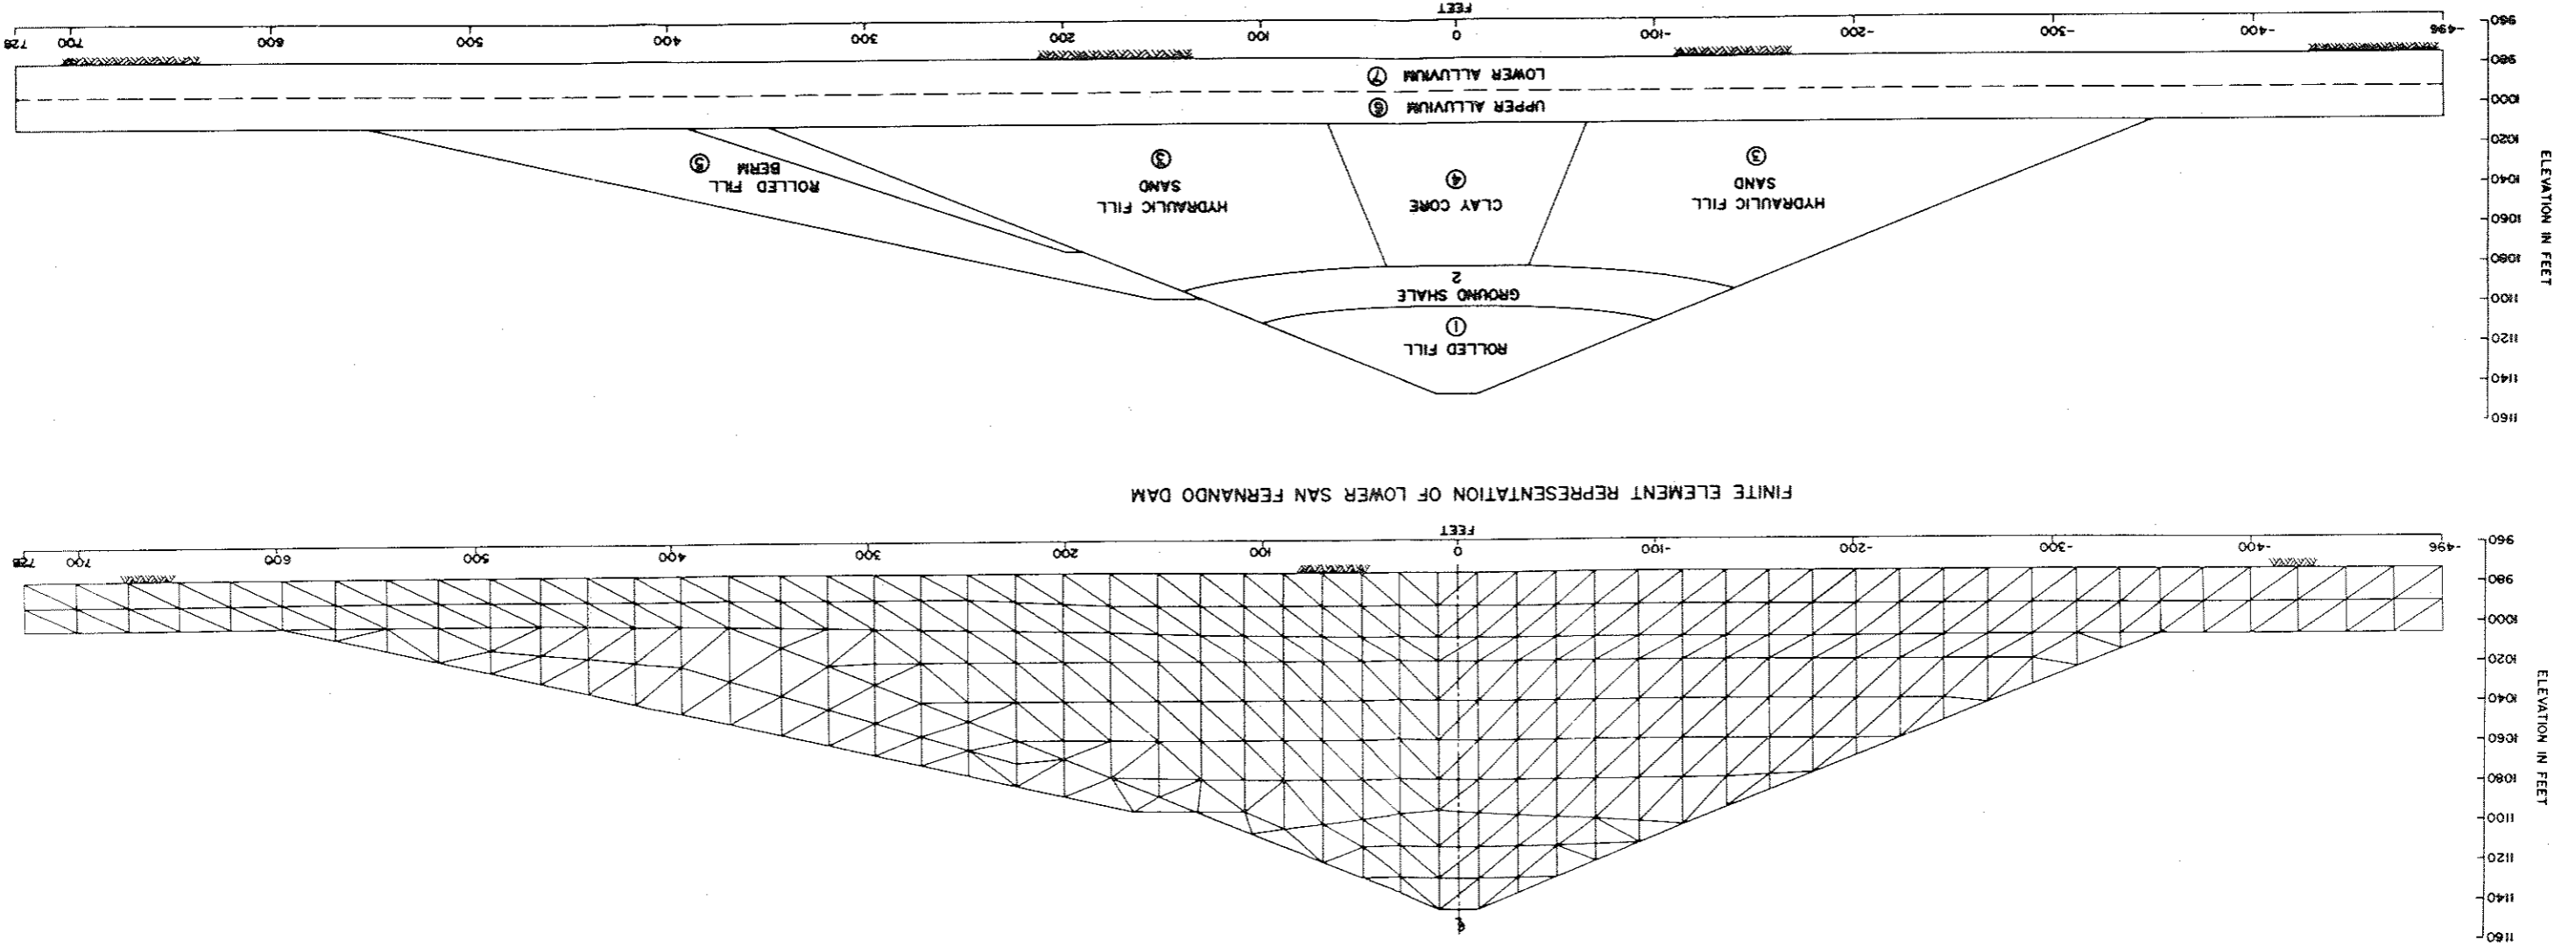 ELEVATION IN FEET
1160
1140
1120
1100
1080
1060
1040
1020
1000
980
960
℄
-496 -400 -300 -200 -100 0 100 200 300 400 500 600 700 728
FEET
FINITE ELEMENT REPRESENTATION OF LOWER SAN FERNANDO DAM
ELEVATION IN FEET
1160
1140
1120
1100
1080
1060
1040
1020
1000
980
960
ROLLED FILL
①
GROUND SHALE
2
HYDRAULIC FILL
SAND
③
CLAY CORE
④
HYDRAULIC FILL
SAND
③
ROLLED FILL
BERM ⑤
UPPER ALLUVIUM ⑥
LOWER ALLUVIUM ⑦
-496 -400 -300 -200 -100 0 100 200 300 400 500 600 700 728
FEET